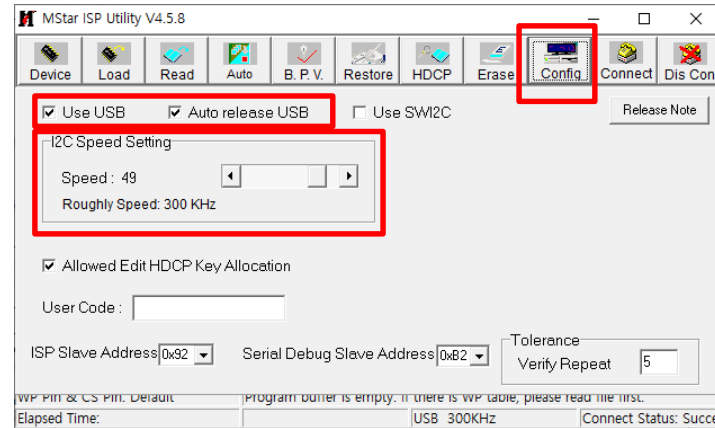 MStar ISP Utility V4.5.8
Device Load Read Auto B. P. V. Restore HDCP Erase Config Connect Dis Con
Use USB Auto release USB Use SWI2C Release Note
I2C Speed Setting
Speed : 49
Roughly Speed: 300 KHz
Allowed Edit HDCP Key Allocation
User Code :
ISP Slave Address 0x92 Serial Debug Slave Address 0xB2
Tolerance
Verify Repeat 5
WP Pin & CS Pin: Default Program buffer is empty. If there is WP table, please read file first.
Elapsed Time: USB 300KHz Connect Status: Succe